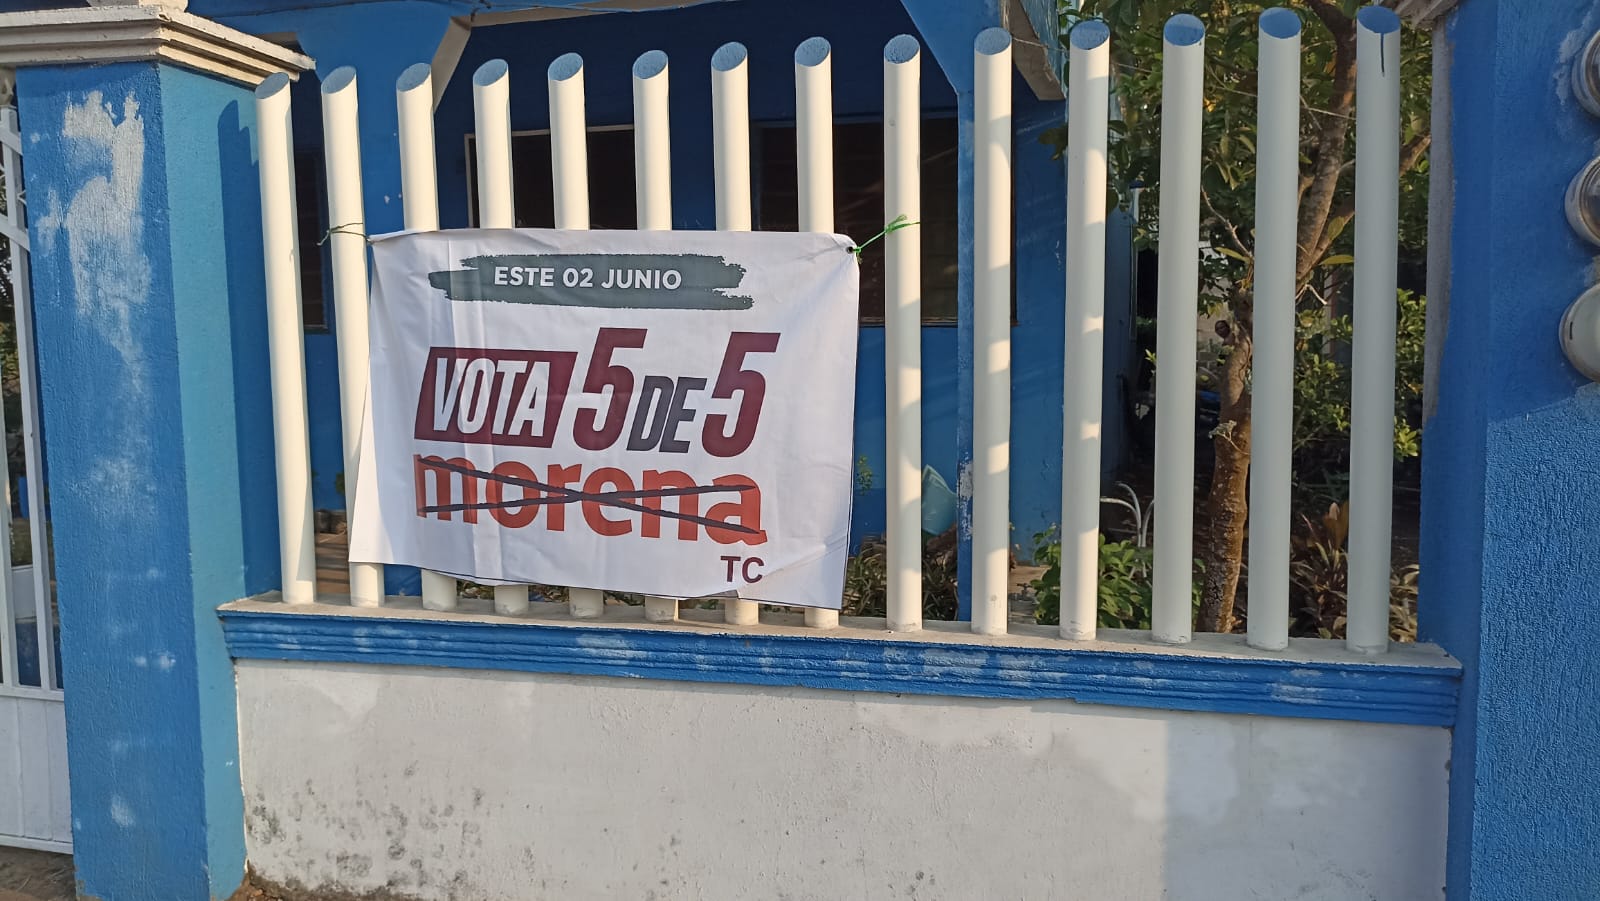 ESTE 02 JUNIO
VOTA 5 DE 5
morena
TC